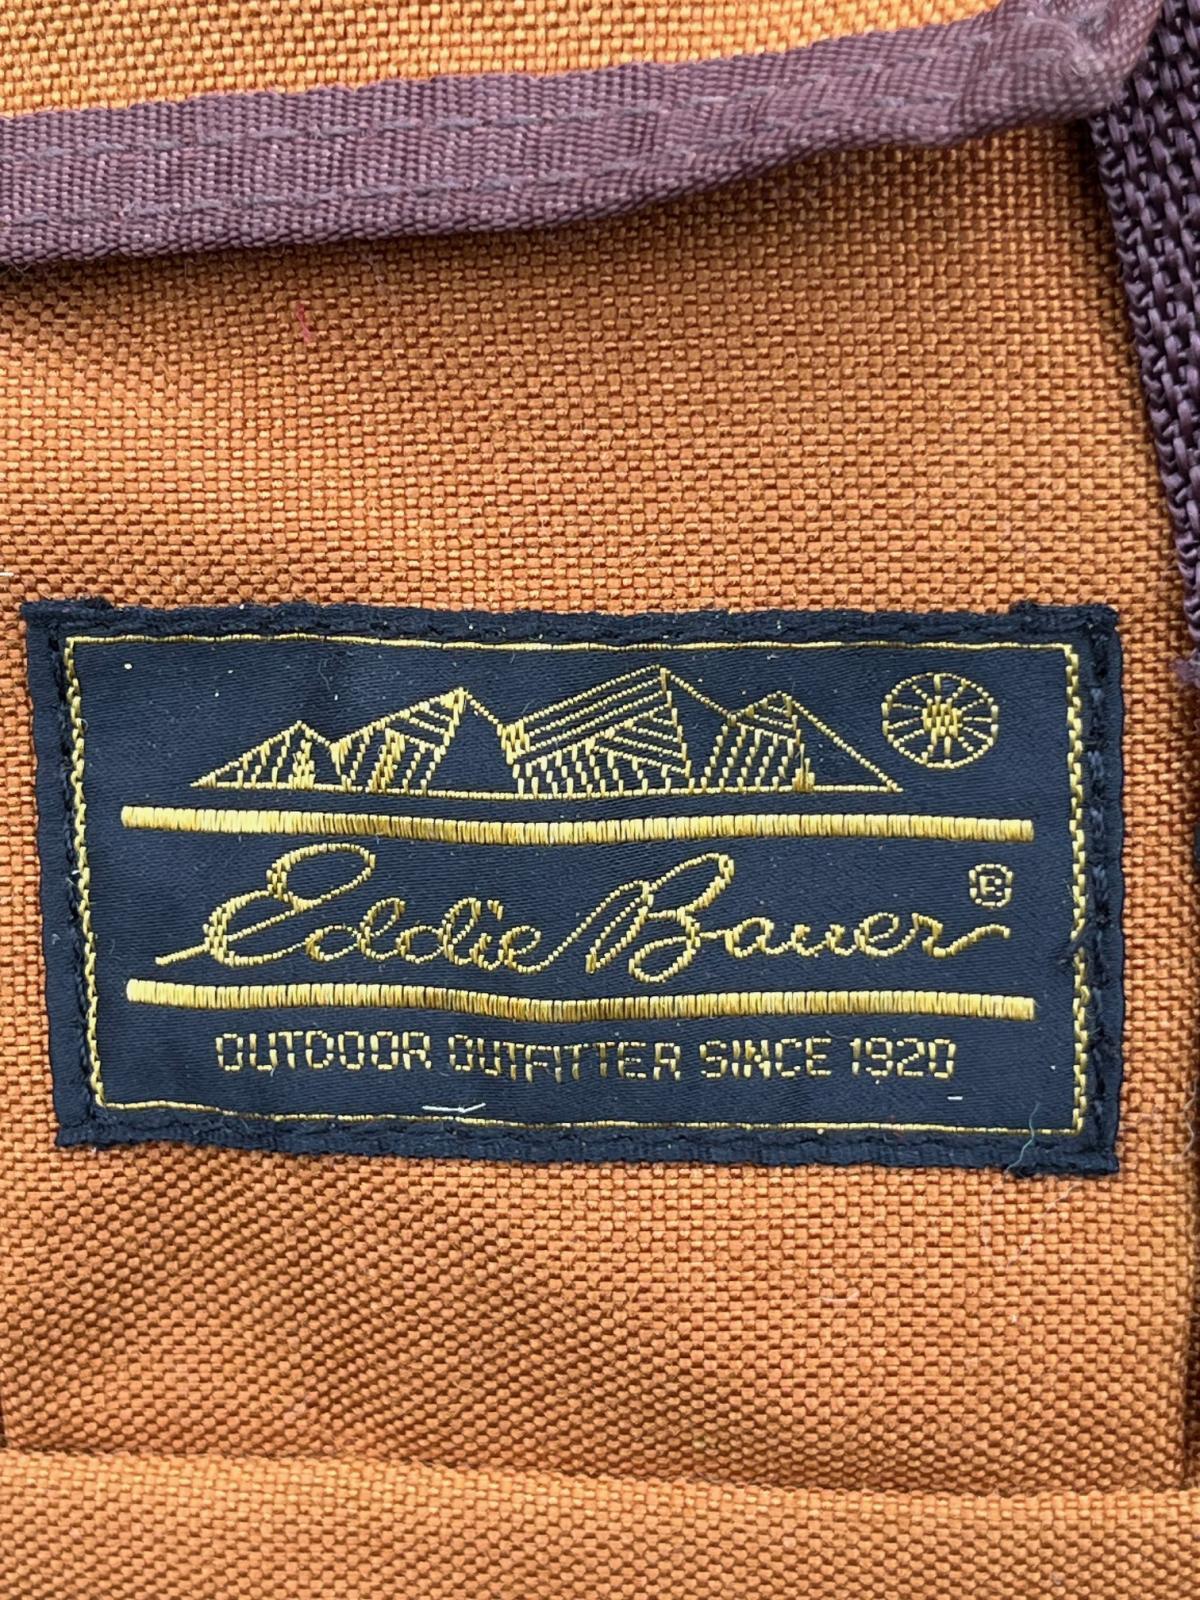 Eddie Bauer®
OUTDOOR OUTFITTER SINCE 1920